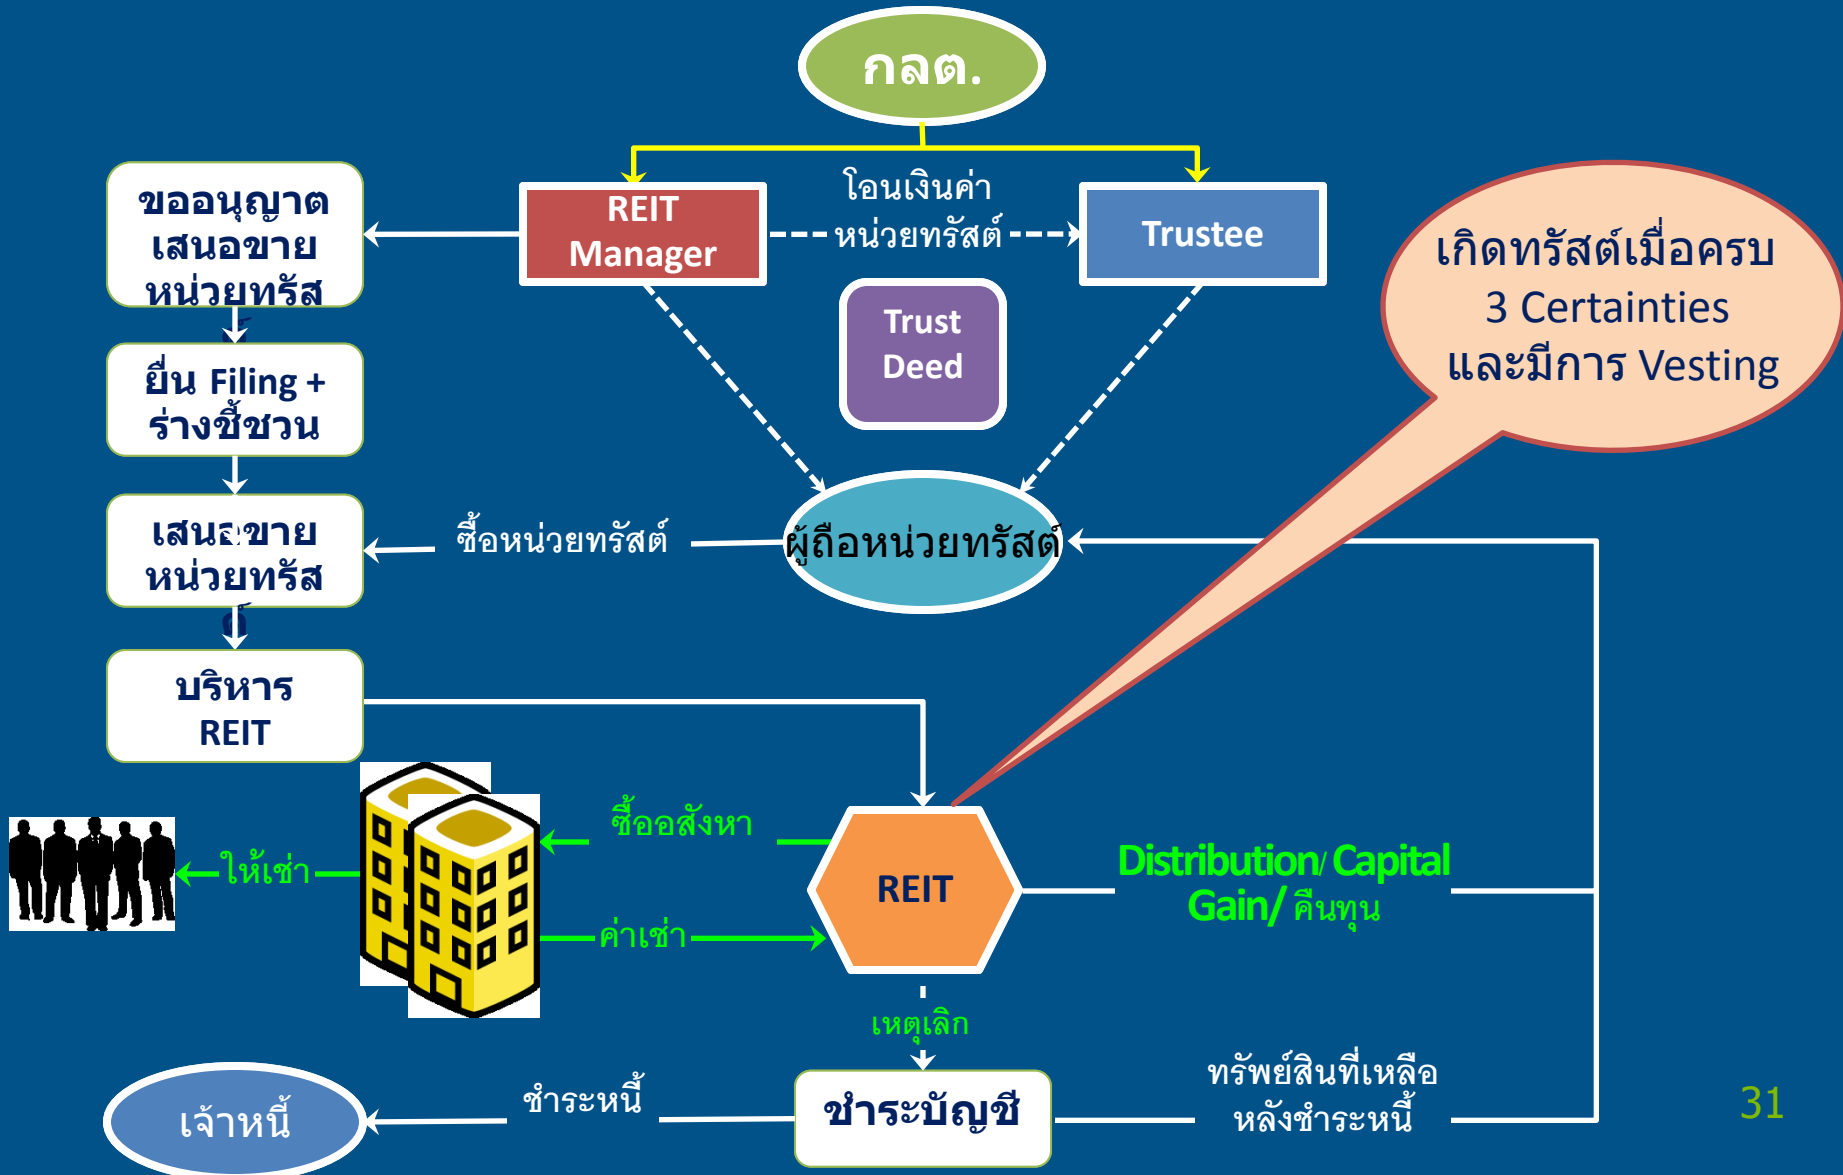 กลต.
ขออนุญาต
เสนอขาย
หน่วยทรัสต์
REIT
Manager
โอนเงินค่า
หน่วยทรัสต์
Trustee
เกิดทรัสต์เมื่อครบ
3 Certainties
และมีการ Vesting
Trust
Deed
ยื่น Filing +
ร่างชี้ชวน
เสนอขาย
หน่วยทรัส
ต์
ซื้อหน่วยทรัสต์
ผู้ถือหน่วยทรัสต์
บริหาร
REIT
ซื้ออสังหา
ให้เช่า
ค่าเช่า
REIT
Distribution/ Capital
Gain/ คืนทุน
เหตุเลิก
เจ้าหนี้
ชำระหนี้
ชำระบัญชี
ทรัพย์สินที่เหลือ
หลังชำระหนี้
31